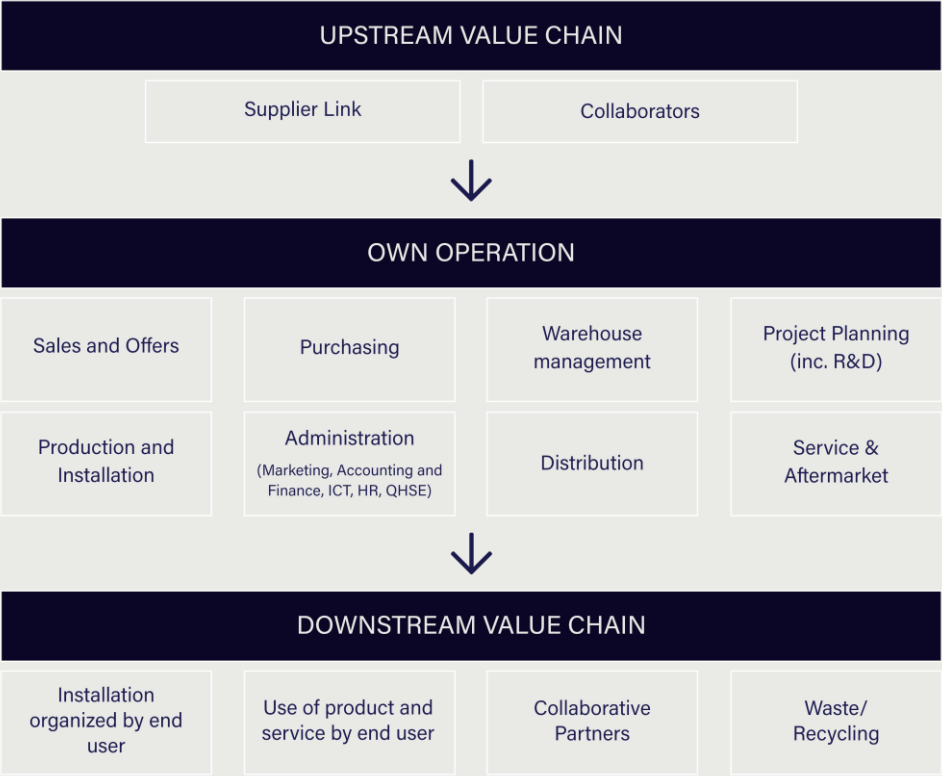 UPSTREAM VALUE CHAIN
Supplier Link
Collaborators
OWN OPERATION
Sales and Offers
Purchasing
Warehouse
management
Project Planning
(inc. R&D)
Production and
Installation
Administration
(Marketing, Accounting and
Finance, ICT, HR, QHSE)
Distribution
Service &
Aftermarket
DOWNSTREAM VALUE CHAIN
Installation
organized by end
user
Use of product and
service by end user
Collaborative
Partners
Waste/
Recycling